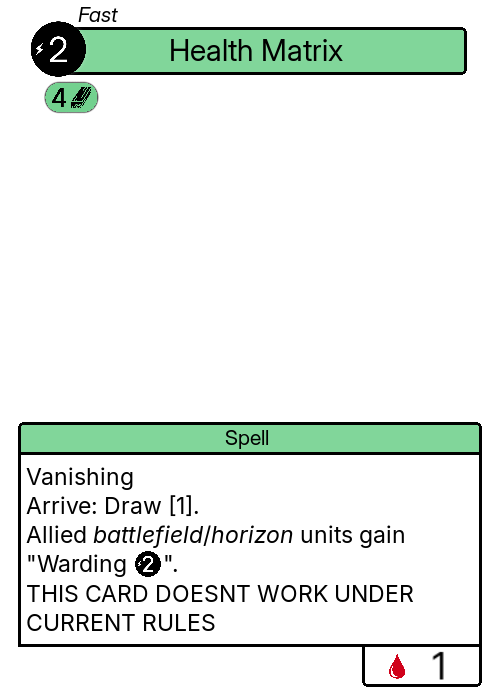 Fast
2 Health Matrix
4
Spell
Vanishing
Arrive: Draw [1].
Allied battlefield/horizon units gain
"Warding 2".
THIS CARD DOESNT WORK UNDER
CURRENT RULES
1